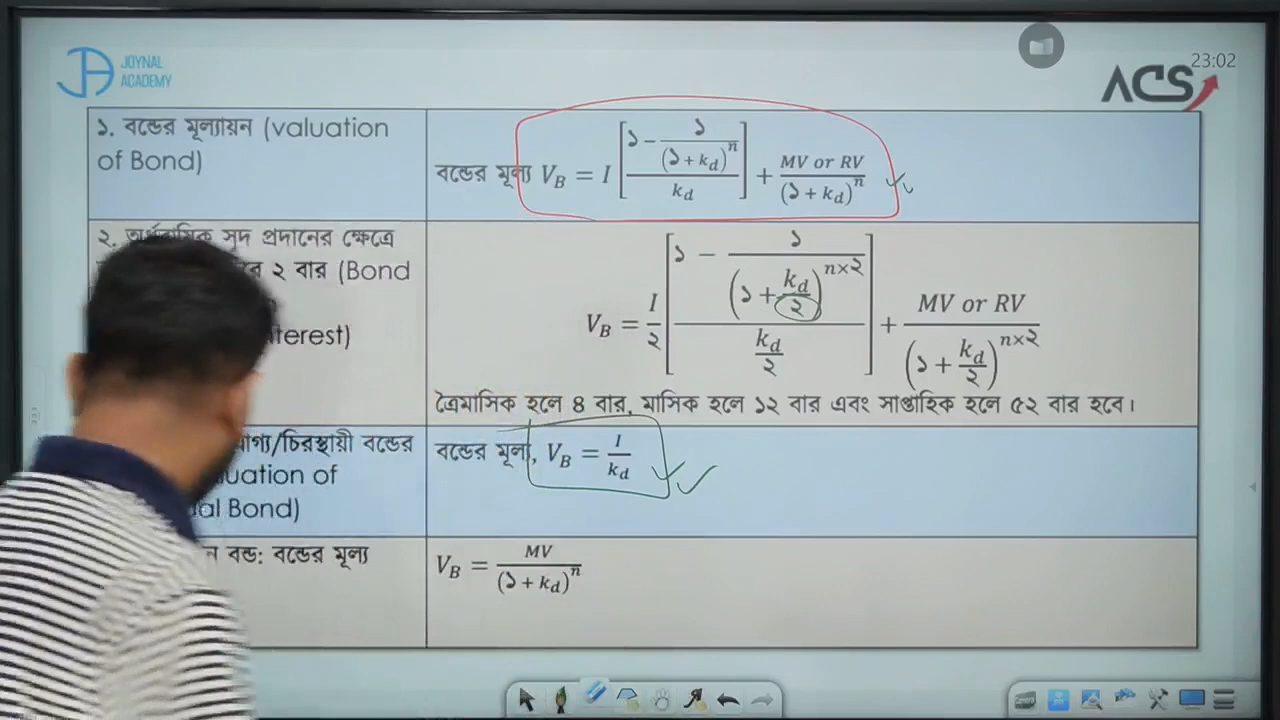 JOYNAL
ACADEMY
ACS
23:02
১. বন্ডের মূল্যায়ন (valuation
of Bond)
বন্ডের মূল্য V_B = I [(১ - ১/(১ + k_d)^n) / k_d] + MV or RV/(১ + k_d)^n
২. অর্ধবার্ষিক সুদ প্রদানের ক্ষেত্রে
২ বার (Bond
terest)
V_B = I/২ [(১ - ১/(১ + k_d/২)^{n×২}) / (k_d/২)] + MV or RV/(১ + k_d/২)^{n×২}
ত্রৈমাসিক হলে 4 বার, মাসিক হলে ১২ বার এবং সাপ্তাহিক হলে ৫২ বার হবে।
যোগ্য/চিরস্থায়ী বন্ডের
uation of
al Bond)
বন্ডের মূল্য, V_B = I/k_d
ন বন্ড: বন্ডের মূল্য
V_B = MV/(১ + k_d)^n